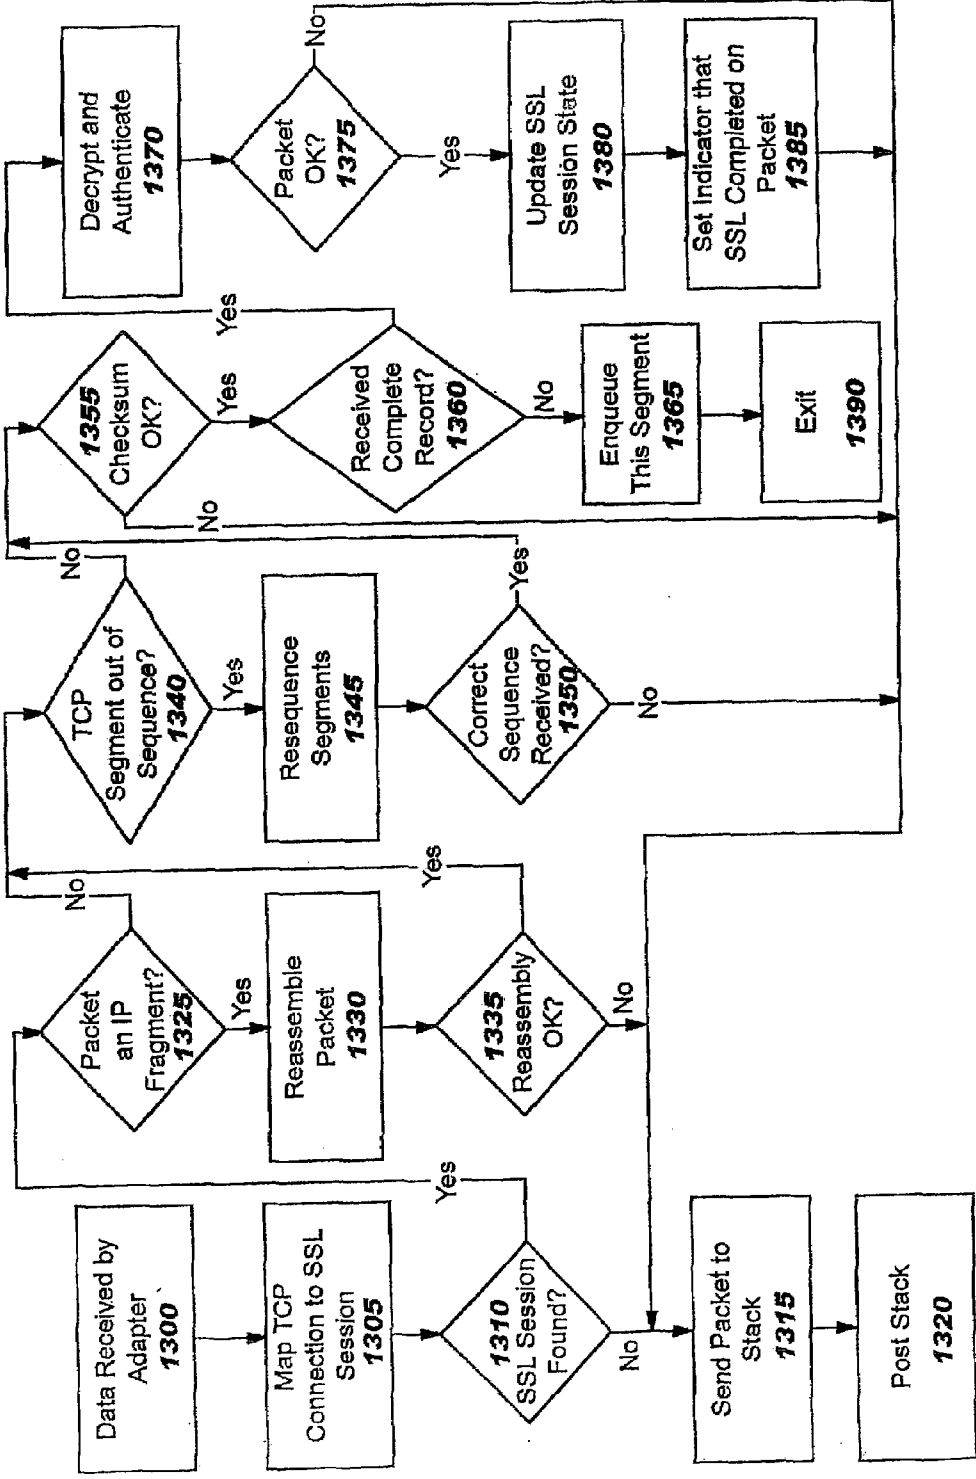 Data Received by
Adapter
1300
Map TCP
Connection to SSL
Session
1305
1310
SSL Session
Found?
Yes
No
Send Packet to
Stack
1315
Post Stack
1320
Packet
an IP
Fragment?
1325
No
Yes
Reassemble
Packet
1330
1335
Reassembly
OK?
Yes
No
TCP
Segment out of
Sequence?
1340
No
Yes
Resequence
Segments
1345
Correct
Sequence
Received?
1350
Yes
No
1355
Checksum
OK?
No
Yes
Received
Complete
Record?
1360
Yes
No
Enqueue
This Segment
1365
Exit
1390
Decrypt and
Authenticate
1370
Packet
OK?
1375
No
Yes
Update SSL
Session State
1380
Set Indicator that
SSL Completed on
Packet
1385